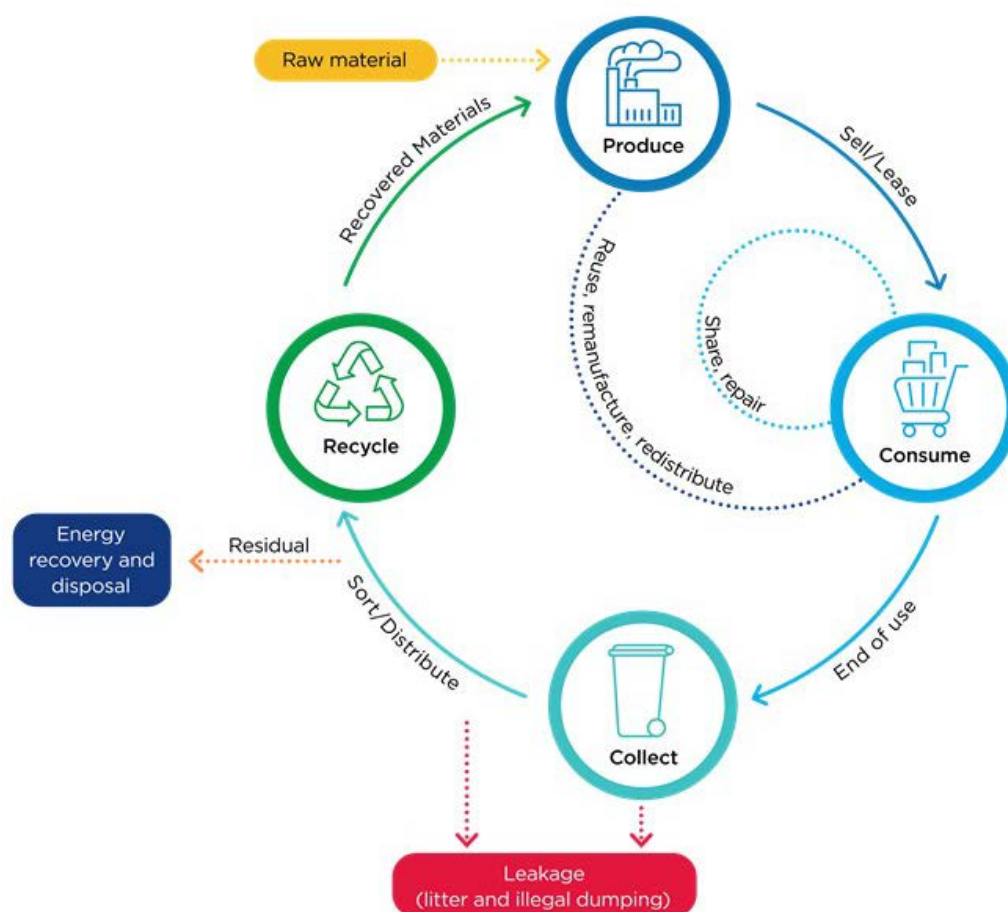 Raw material
Produce
Recovered Materials
Sell/Lease
Reuse, remanufacture, redistribute
Share, repair
Recycle
Consume
Energy
recovery and
disposal
Residual
Sort/Distribute
End of use
Collect
Leakage
(litter and illegal dumping)